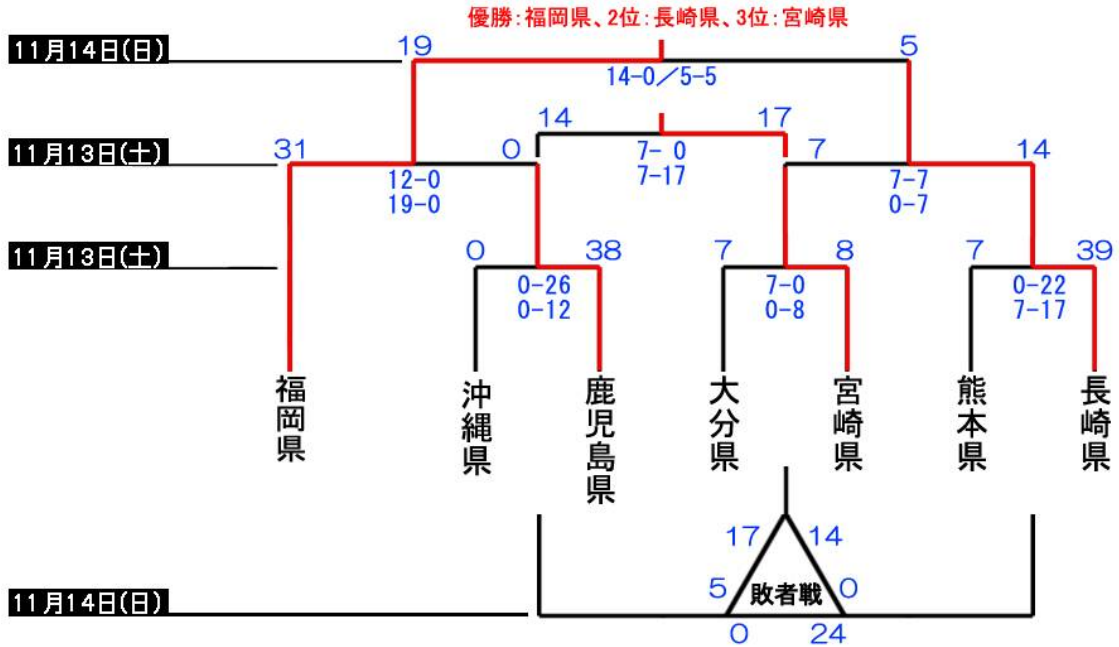 優勝:福岡県、2位:長崎県、3位:宮崎県
11月14日(日)
19
5
14-0/5-5
14
17
11月13日(土)
31
0
7
14
7- 0
7-17
12-0
19-0
7-7
0-7
11月13日(土)
0
38
7
8
7
39
0-26
0-12
7-0
0-8
0-22
7-17
福岡県
沖縄県
鹿児島県
大分県
宮崎県
熊本県
長崎県
17
14
5
敗者戦
0
11月14日(日)
0
24